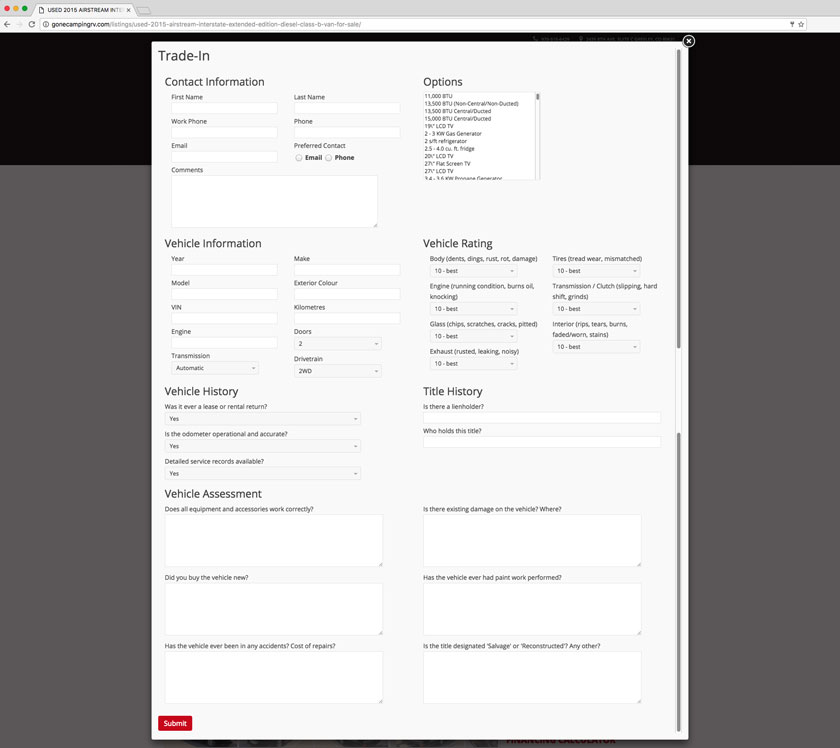 USED 2015 AIRSTREAM INTE
gonecampingrv.com/listings/used-2015-airstream-interstate-extended-edition-diesel-class-b-van-for-sale/
Trade-In
Contact Information
First Name
Last Name
Work Phone
Phone
Email
Preferred Contact
Email
Phone
Comments
Options
11,000 BTU
13,500 BTU (Non-Central/Non-Ducted)
13,500 BTU Central/Ducted
15,000 BTU Central/Ducted
19\" LCD TV
2 - 3 KW Gas Generator
2 s/ft refrigerator
2.5 - 4.0 cu. ft. fridge
20\" LCD TV
27\" Flat Screen TV
27\" LCD TV
3.4 - 3.6 KW Propane Generator
Vehicle Information
Year
Make
Model
Exterior Colour
VIN
Kilometres
Engine
Doors
2
Transmission
Automatic
Drivetrain
2WD
Vehicle Rating
Body (dents, dings, rust, rot, damage)
10 - best
Tires (tread wear, mismatched)
10 - best
Engine (running condition, burns oil,
knocking)
10 - best
Transmission / Clutch (slipping, hard
shift, grinds)
10 - best
Glass (chips, scratches, cracks, pitted)
10 - best
Interior (rips, tears, burns,
faded/worn, stains)
10 - best
Exhaust (rusted, leaking, noisy)
10 - best
Vehicle History
Was it ever a lease or rental return?
Yes
Is the odometer operational and accurate?
Yes
Detailed service records available?
Yes
Title History
Is there a lienholder?
Who holds this title?
Vehicle Assessment
Does all equipment and accessories work correctly?
Is there existing damage on the vehicle? Where?
Did you buy the vehicle new?
Has the vehicle ever had paint work performed?
Has the vehicle ever been in any accidents? Cost of repairs?
Is the title designated 'Salvage' or 'Reconstructed'? Any other?
Submit
FINANCING CALCULATOR